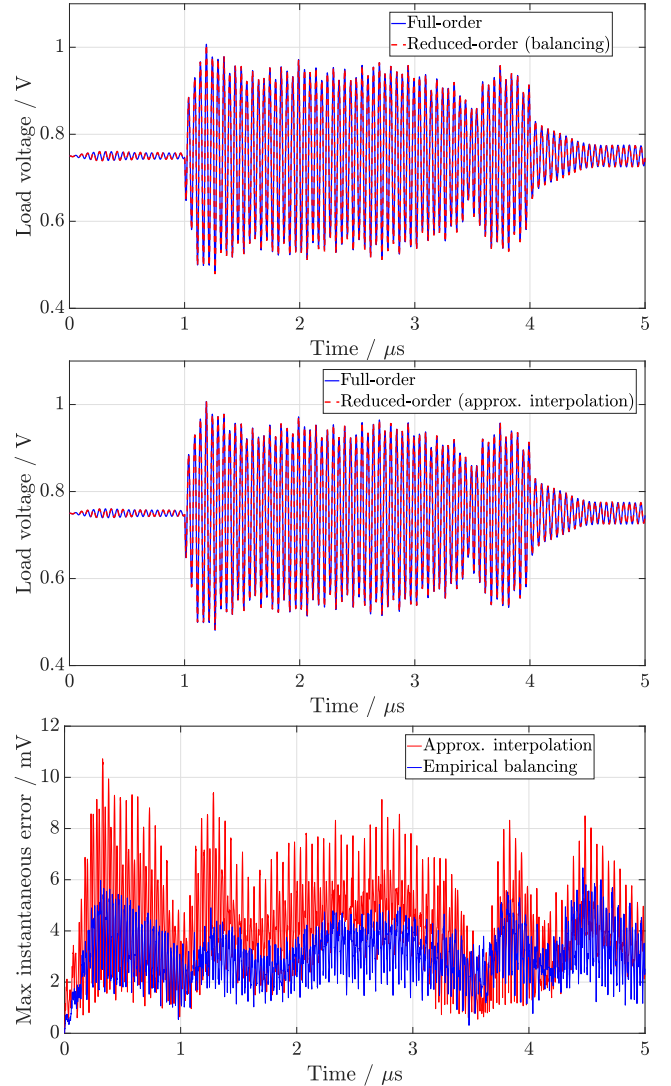 Full-order
Reduced-order (balancing)
Load voltage / V
1
0.8
0.6
0.4
0 1 2 3 4 5
Time / μs
Full-order
Reduced-order (approx. interpolation)
Load voltage / V
1
0.8
0.6
0.4
0 1 2 3 4 5
Time / μs
Approx. interpolation
Empirical balancing
Max instantaneous error / mV
12
10
8
6
4
2
0
0 1 2 3 4 5
Time / μs